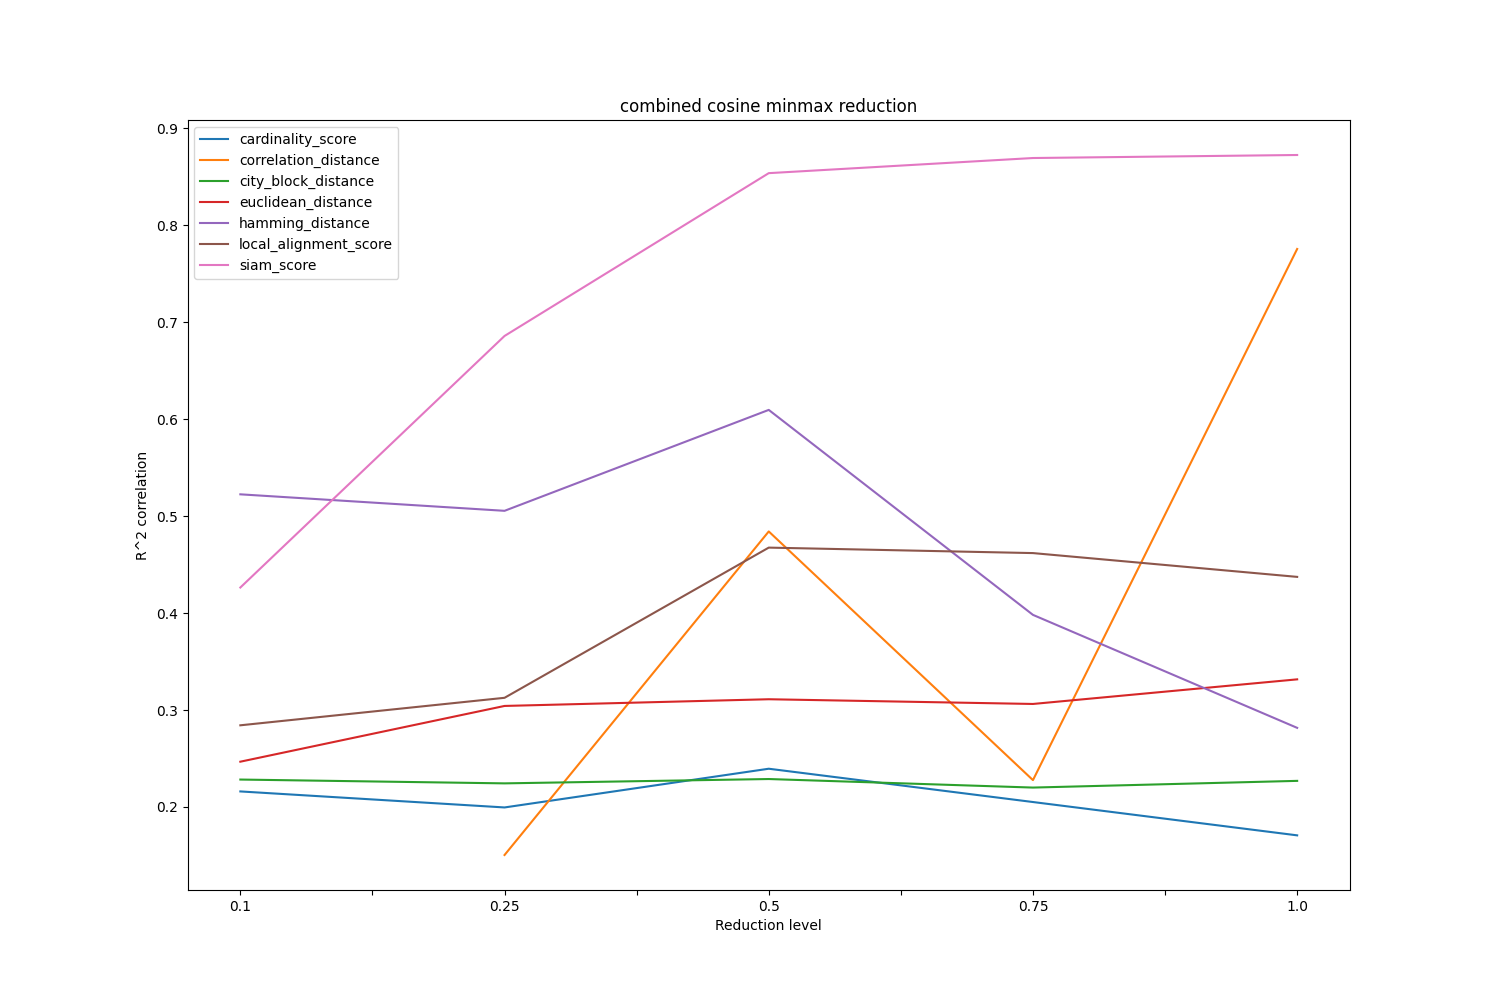 combined cosine minmax reduction
0.9
0.8
0.7
0.6
0.5
0.4
0.3
0.2
R^2 correlation
cardinality_score
correlation_distance
city_block_distance
euclidean_distance
hamming_distance
local_alignment_score
siam_score
0.1 0.25 0.5 0.75 1.0
Reduction level